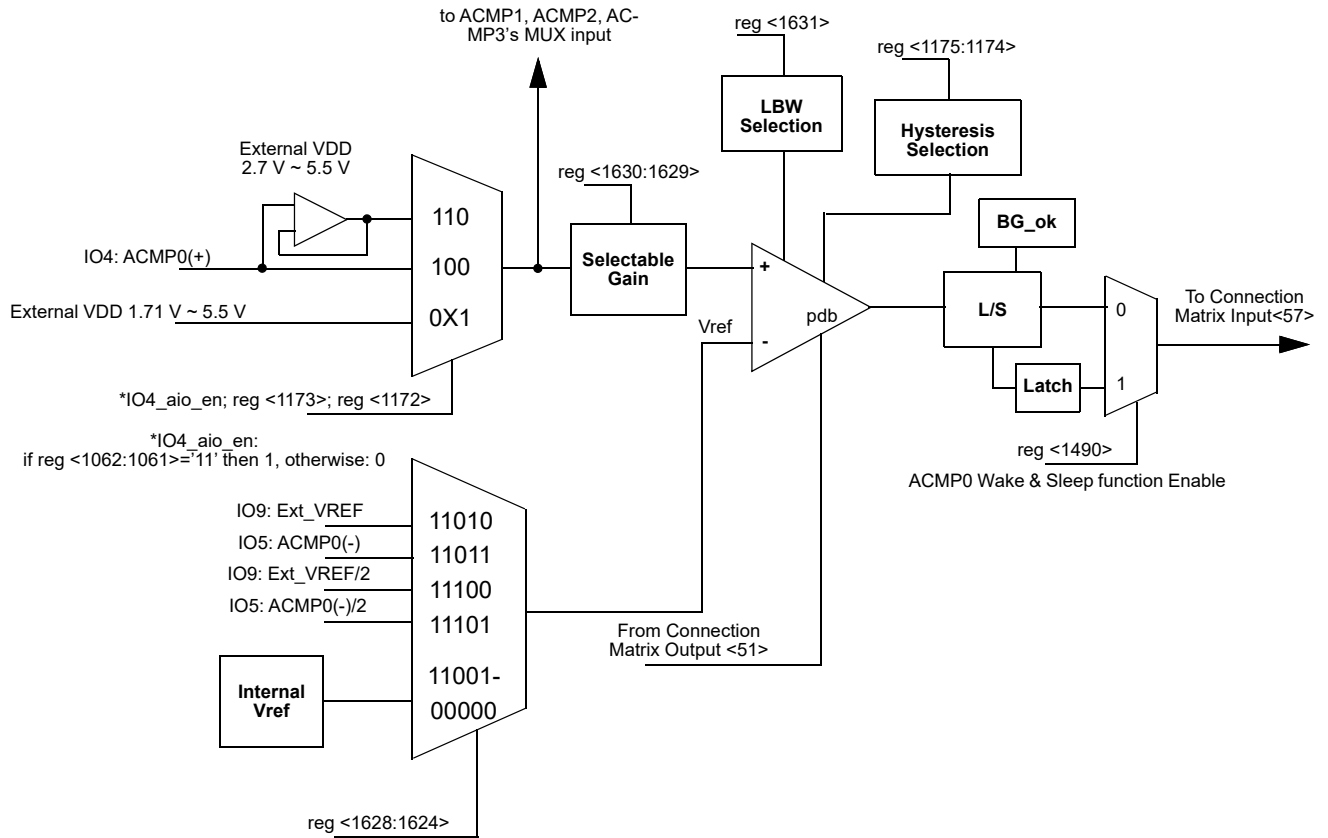 to ACMP1, ACMP2, AC-
MP3's MUX input
reg <1631>
reg <1175:1174>
LBW
Selection
Hysteresis
Selection
External VDD
2.7 V ~ 5.5 V
reg <1630:1629>
110
BG_ok
IO4: ACMP0(+)
100
Selectable
Gain
+
External VDD 1.71 V ~ 5.5 V
0X1
pdb
L/S
0
To Connection
Matrix Input<57>
Vref
-
Latch
1
*IO4_aio_en; reg <1173>; reg <1172>
*IO4_aio_en:
if reg <1062:1061>='11' then 1, otherwise: 0
reg <1490>
ACMP0 Wake & Sleep function Enable
IO9: Ext_VREF
11010
IO5: ACMP0(-)
11011
IO9: Ext_VREF/2
11100
IO5: ACMP0(-)/2
11101
From Connection
Matrix Output <51>
11001-
00000
Internal
Vref
reg <1628:1624>